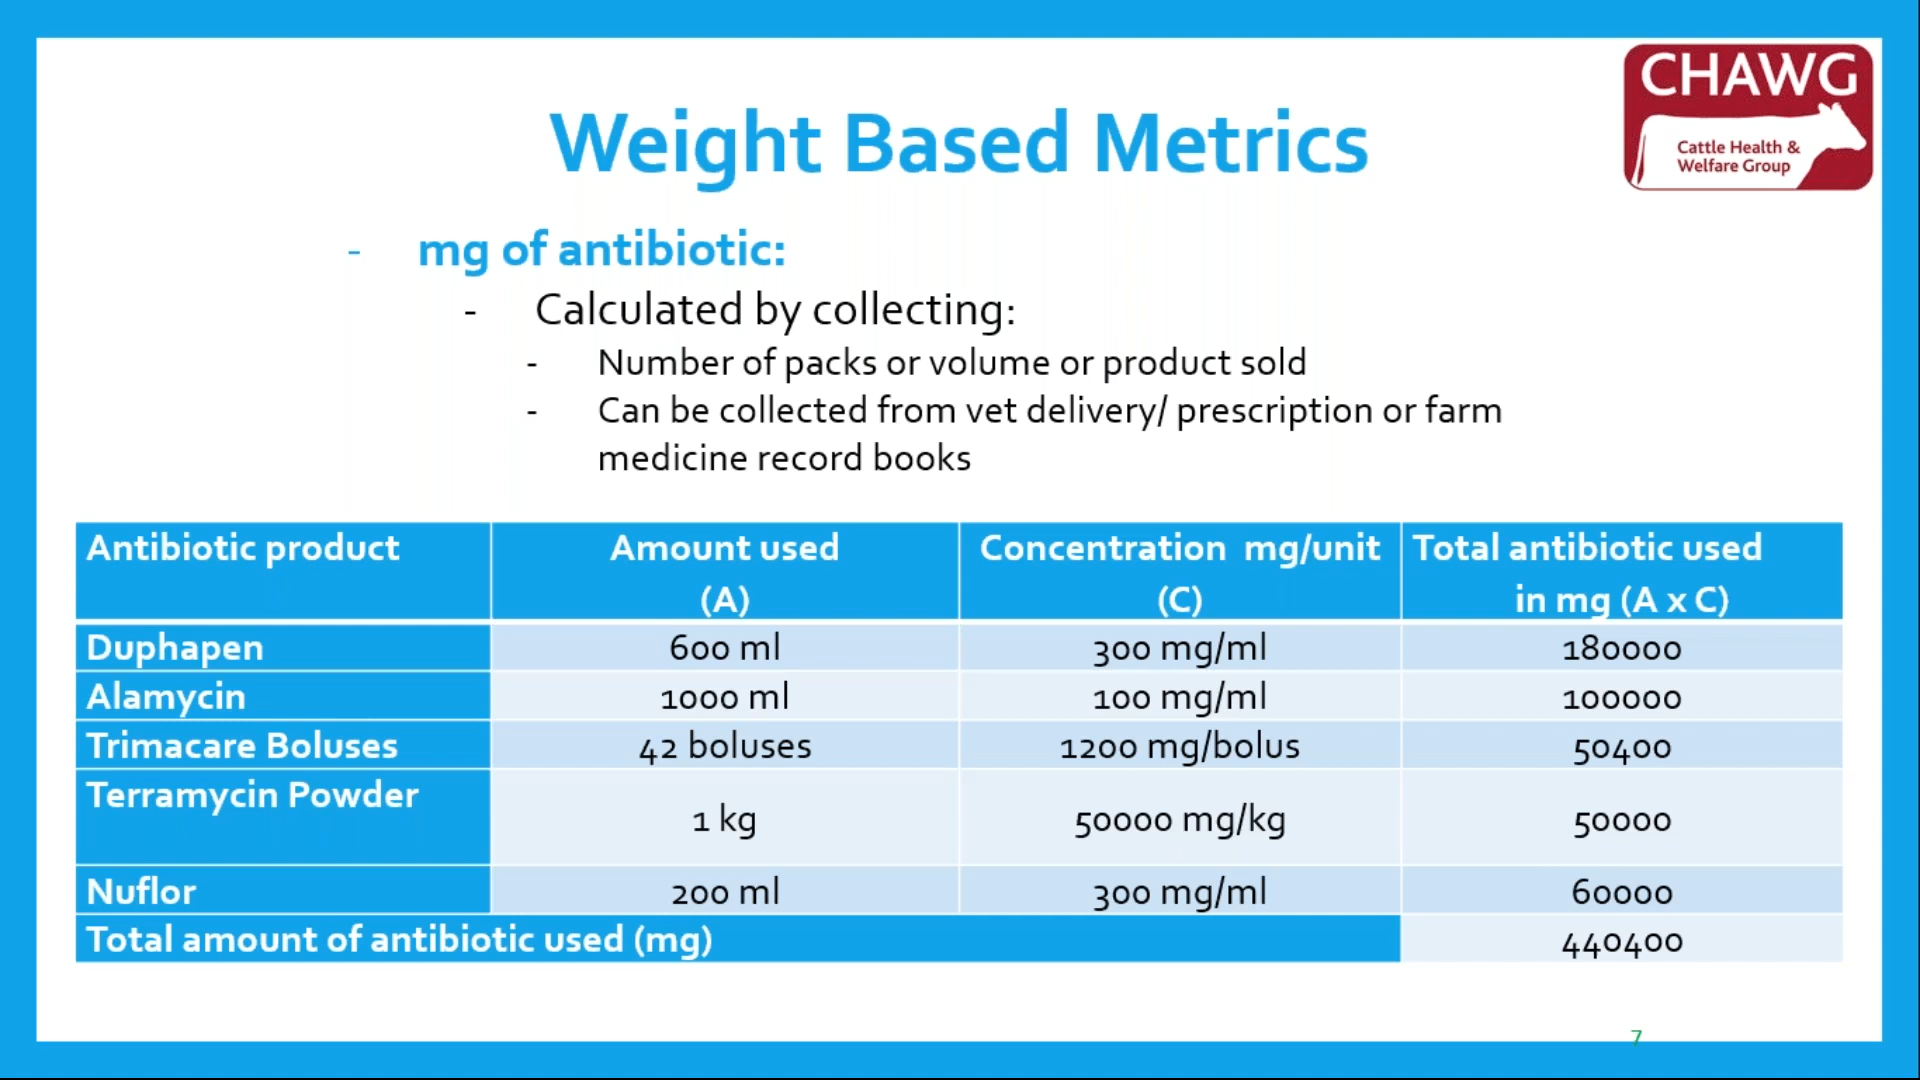 CHAWG
Cattle Health &
Welfare Group
Weight Based Metrics
- mg of antibiotic:
- Calculated by collecting:
- Number of packs or volume or product sold
- Can be collected from vet delivery/ prescription or farm
medicine record books
Antibiotic product Amount used Concentration mg/unit Total antibiotic used
(A) (C) in mg (A x C)
Duphapen 600 ml 300 mg/ml 180000
Alamycin 1000 ml 100 mg/ml 100000
Trimacare Boluses 42 boluses 1200 mg/bolus 50400
Terramycin Powder 1 kg 50000 mg/kg 50000
Nuflor 200 ml 300 mg/ml 60000
Total amount of antibiotic used (mg) 440400
7